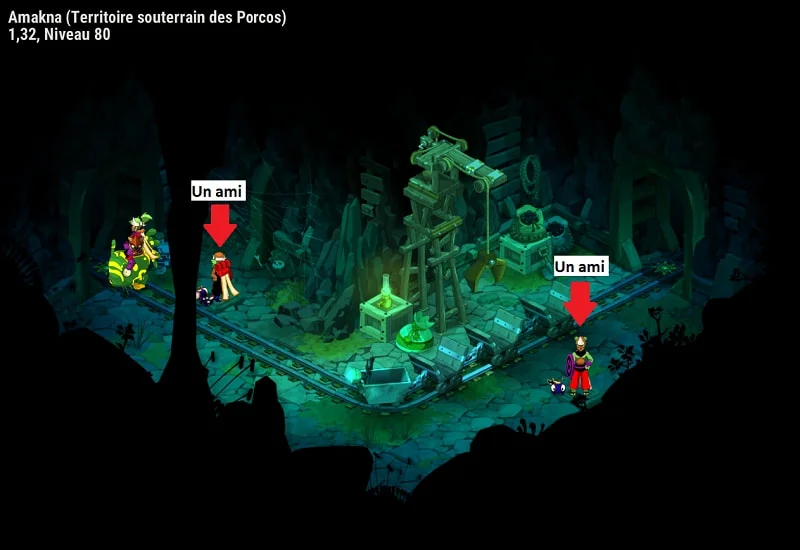 Amakna (Territoire souterrain des Porcos)
1,32, Niveau 80
Un ami
Un ami